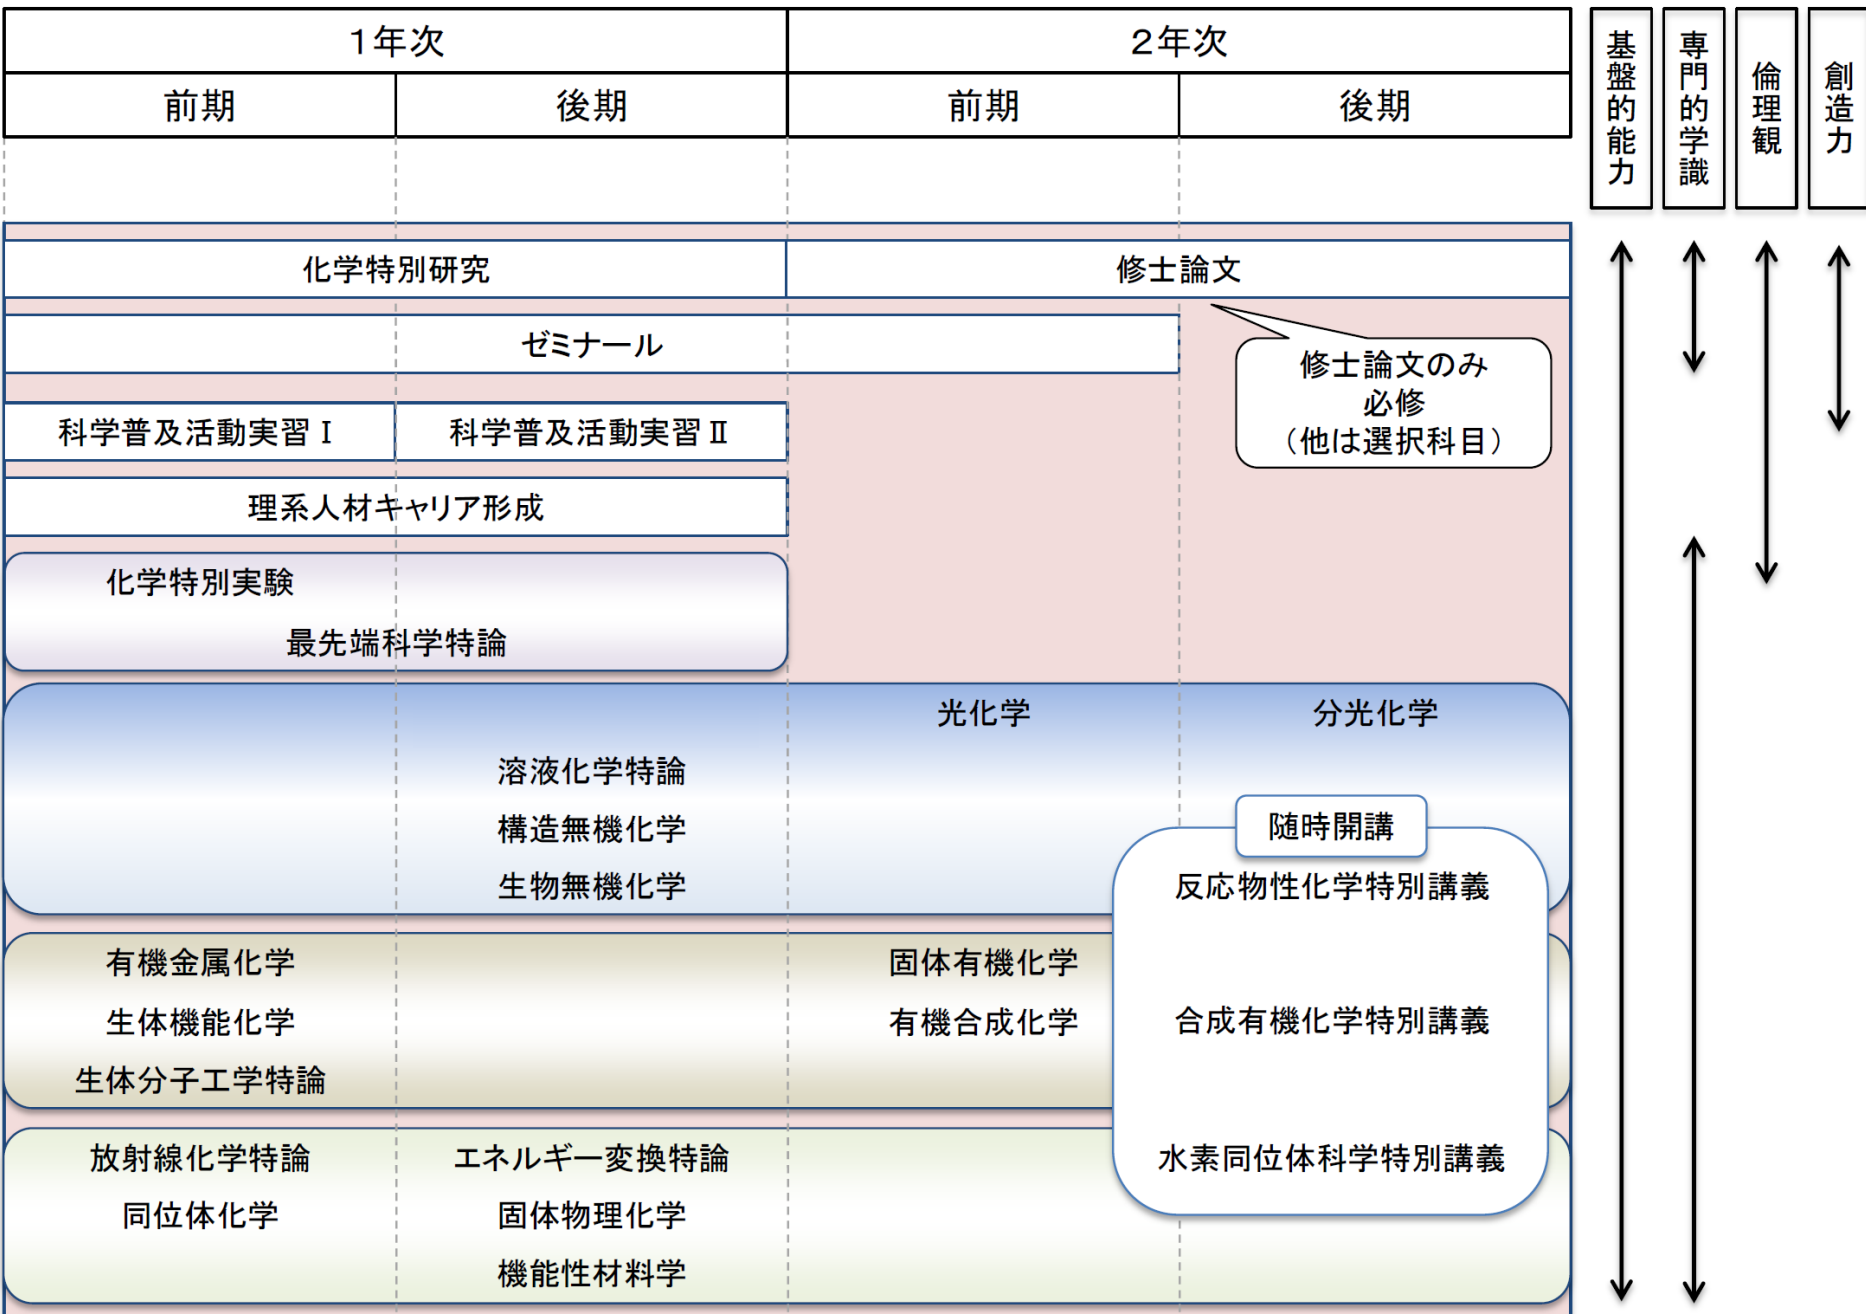 1年次
2年次
前期
後期
前期
後期
基盤的能力
専門的学識
倫理観
創造力
化学特別研究
修士論文
ゼミナール
修士論文のみ
必修
(他は選択科目)
科学普及活動実習Ⅰ
科学普及活動実習Ⅱ
理系人材キャリア形成
化学特別実験
最先端科学特論
光化学
分光化学
溶液化学特論
構造無機化学
生物無機化学
随時開講
反応物性化学特別講義
有機金属化学
固体有機化学
生体機能化学
有機合成化学
合成有機化学特別講義
生体分子工学特論
放射線化学特論
エネルギー変換特論
水素同位体科学特別講義
同位体化学
固体物理化学
機能性材料学